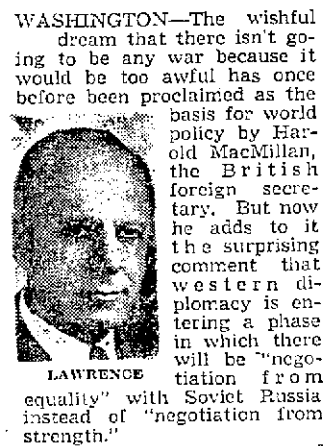 WASHINGTON—The wishful
dream that there isn't go-
ing to be any war because it
would be too awful has once
before been proclaimed as the
basis for world
policy by Har-
old MacMillan,
the British
foreign secre-
tary. But now
he adds to it
the surprising
comment that
western di-
plomacy is en-
tering a phase
in which there
will be "nego-
tiation from
LAWRENCE
equality" with Soviet Russia
instead of "negotiation from
strength."